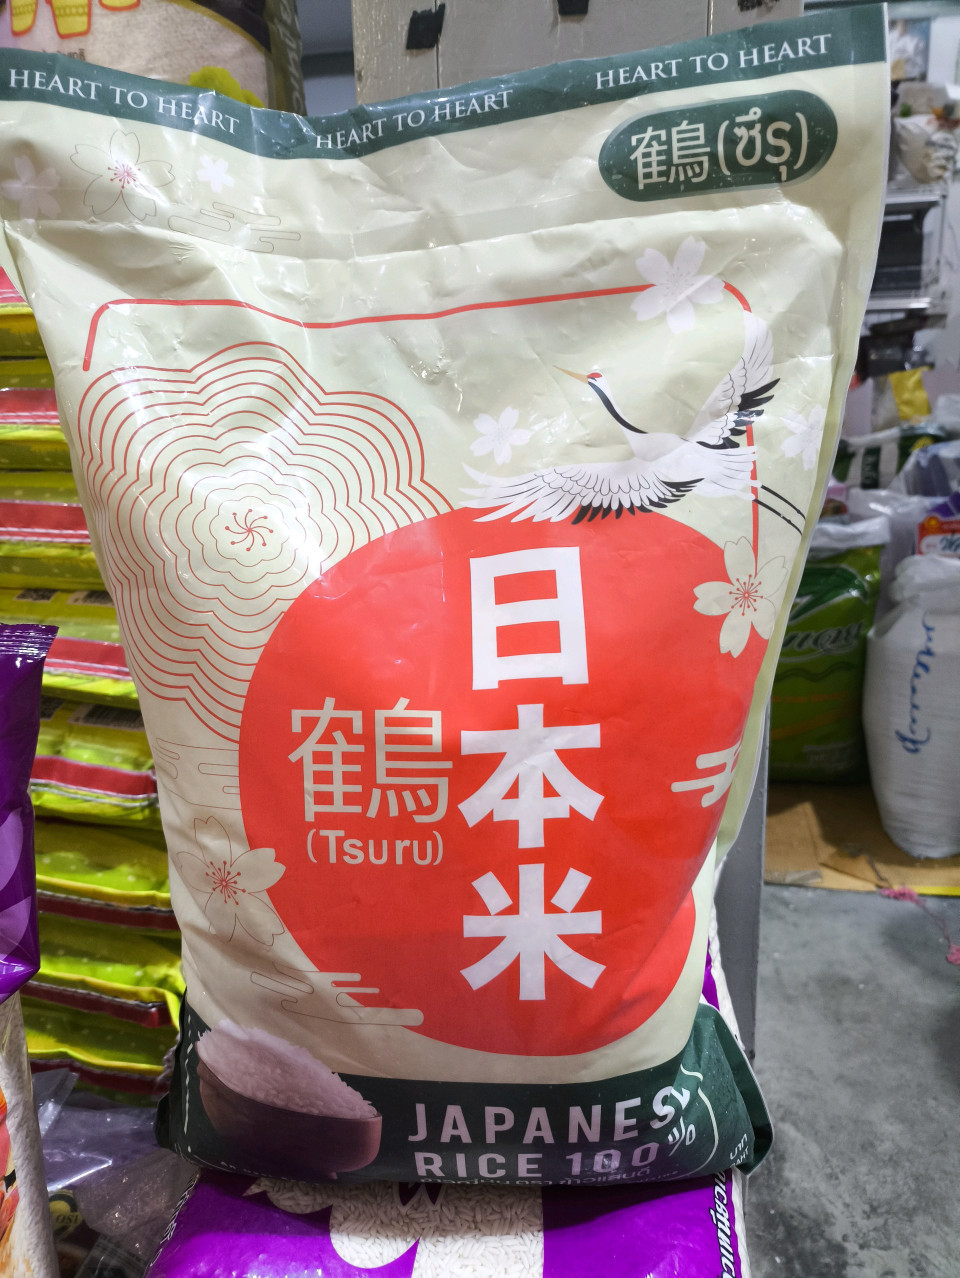 HEART TO HEART HEART TO HEART HEART TO HEART
鶴(ซึรุ)
日本米
鶴
(Tsuru)
JAPANESE
RICE 100%